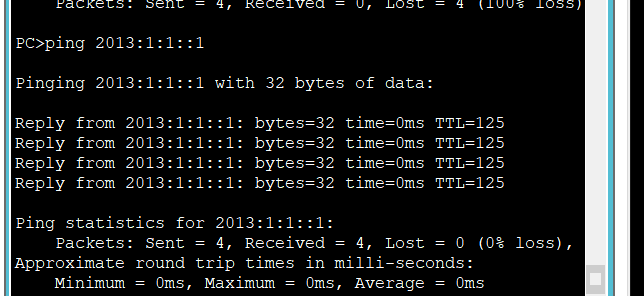 Packets: Sent = 4, Received = 0, Lost = 4 (100% loss)
PC>ping 2013:1:1::1
Pinging 2013:1:1::1 with 32 bytes of data:
Reply from 2013:1:1::1: bytes=32 time=0ms TTL=125
Reply from 2013:1:1::1: bytes=32 time=0ms TTL=125
Reply from 2013:1:1::1: bytes=32 time=0ms TTL=125
Reply from 2013:1:1::1: bytes=32 time=0ms TTL=125
Ping statistics for 2013:1:1::1:
Packets: Sent = 4, Received = 4, Lost = 0 (0% loss),
Approximate round trip times in milli-seconds:
Minimum = 0ms, Maximum = 0ms, Average = 0ms